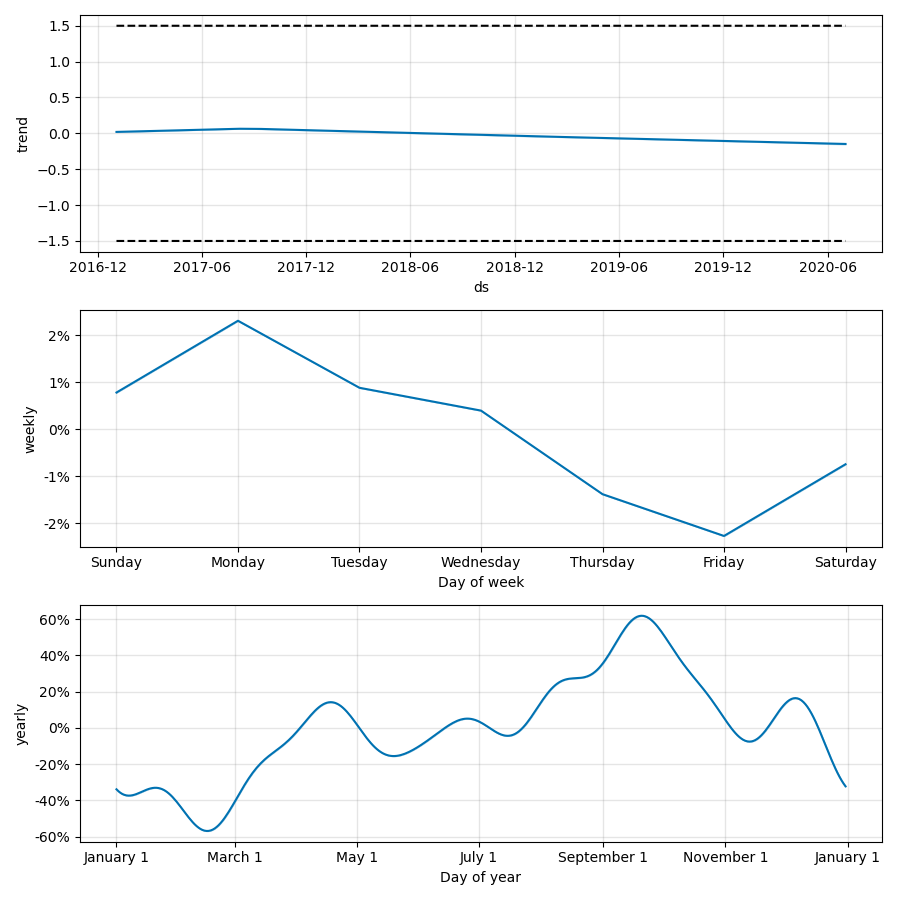 1.5
1.0
0.5
0.0
−0.5
−1.0
−1.5
trend
2016-12 2017-06 2017-12 2018-06 2018-12 2019-06 2019-12 2020-06
ds
2%
1%
0%
-1%
-2%
weekly
Sunday Monday Tuesday Wednesday Thursday Friday Saturday
Day of week
60%
40%
20%
0%
-20%
-40%
-60%
yearly
January 1 March 1 May 1 July 1 September 1 November 1 January 1
Day of year